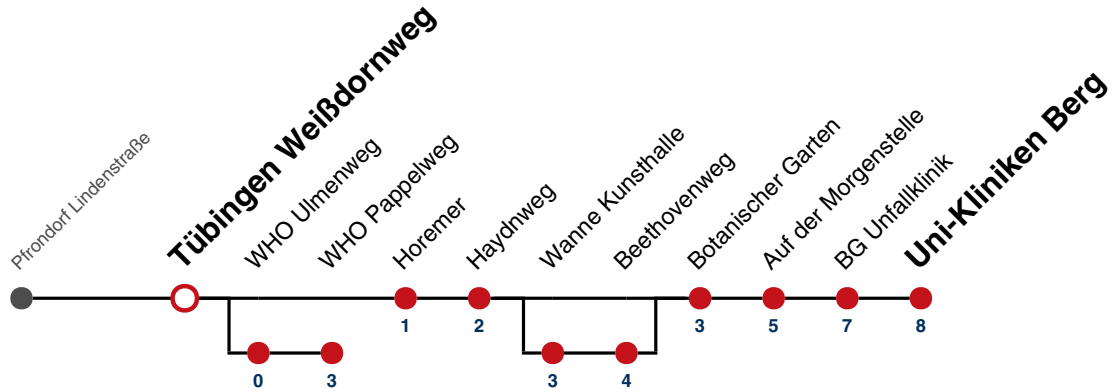 Pfrondorf Lindenstraße
Tübingen Weißdornweg
WHO Ulmenweg
WHO Pappelweg
Horemer
Haydnweg
Wanne Kunsthalle
Beethovenweg
Botanischer Garten
Auf der Morgenstelle
BG Unfallklinik
Uni-Kliniken Berg
1 2 3 5 7 8
0 3 3 4